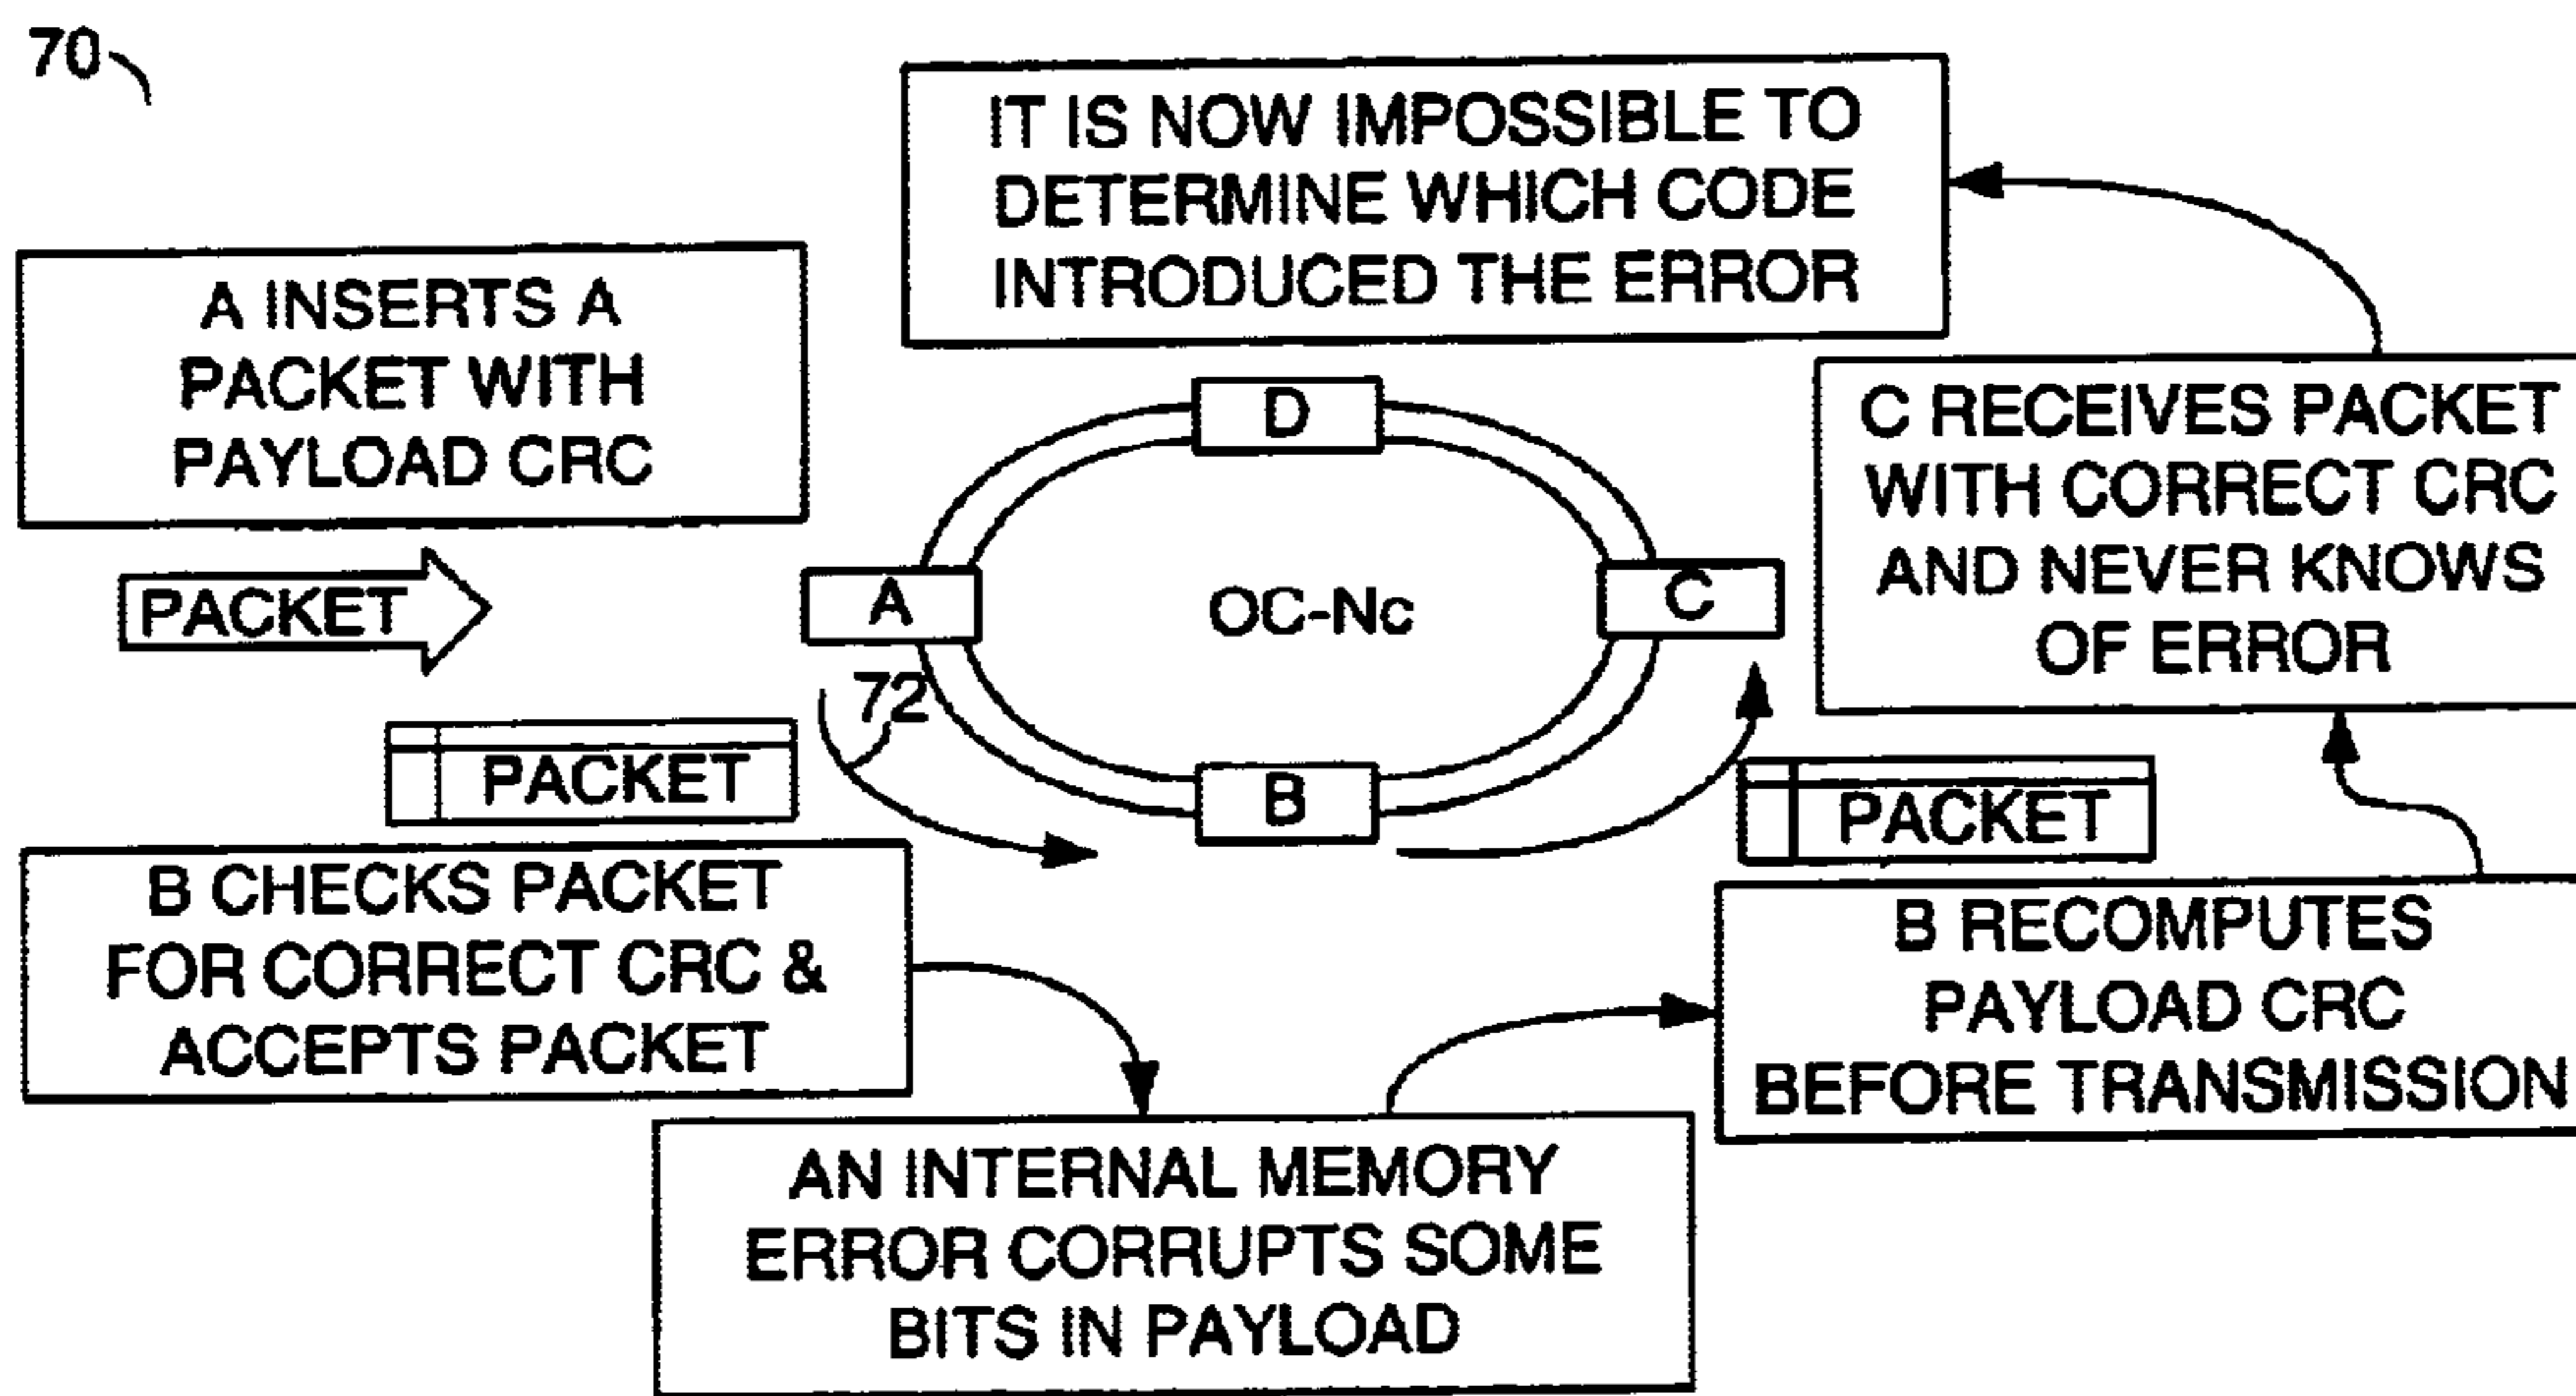 70
IT IS NOW IMPOSSIBLE TO
DETERMINE WHICH CODE
INTRODUCED THE ERROR
A INSERTS A
PACKET WITH
PAYLOAD CRC
D
C RECEIVES PACKET
WITH CORRECT CRC
AND NEVER KNOWS
OF ERROR
PACKET
A
OC-Nc
C
72
PACKET
B
PACKET
B CHECKS PACKET
FOR CORRECT CRC &
ACCEPTS PACKET
B RECOMPUTES
PAYLOAD CRC
BEFORE TRANSMISSION
AN INTERNAL MEMORY
ERROR CORRUPTS SOME
BITS IN PAYLOAD